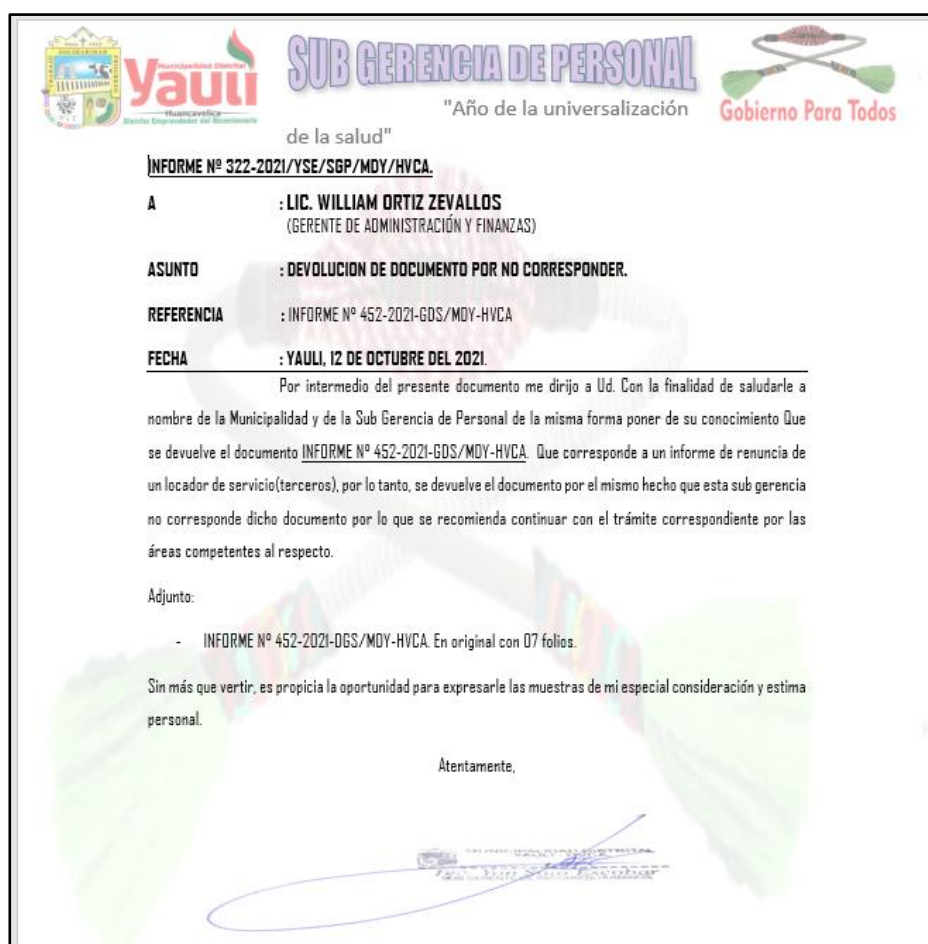 Municipalidad Distrital
Yauli
Huancavelica
Distrito Emprendedor del Bicentenario
SUB GERENCIA DE PERSONAL
"Año de la universalización
de la salud"
Gobierno Para Todos
INFORME Nº 322-2021/YSE/SGP/MDY/HVCA.
A : LIC. WILLIAM ORTIZ ZEVALLOS
(GERENTE DE ADMINISTRACIÓN Y FINANZAS)
ASUNTO : DEVOLUCION DE DOCUMENTO POR NO CORRESPONDER.
REFERENCIA : INFORME Nº 452-2021-GDS/MDY-HVCA
FECHA : YAULI, 12 DE OCTUBRE DEL 2021.
Por intermedio del presente documento me dirijo a Ud. Con la finalidad de saludarle a
nombre de la Municipalidad y de la Sub Gerencia de Personal de la misma forma poner de su conocimiento Que
se devuelve el documento INFORME Nº 452-2021-GDS/MDY-HVCA. Que corresponde a un informe de renuncia de
un locador de servicio(terceros), por lo tanto, se devuelve el documento por el mismo hecho que esta sub gerencia
no corresponde dicho documento por lo que se recomienda continuar con el trámite correspondiente por las
áreas competentes al respecto.
Adjunto:
- INFORME Nº 452-2021-DGS/MDY-HVCA. En original con 07 folios.
Sin más que vertir, es propicia la oportunidad para expresarle las muestras de mi especial consideración y estima
personal.
Atentamente,
MUNICIPALIDAD DISTRITAL
YAULI - HVCA
Escobar